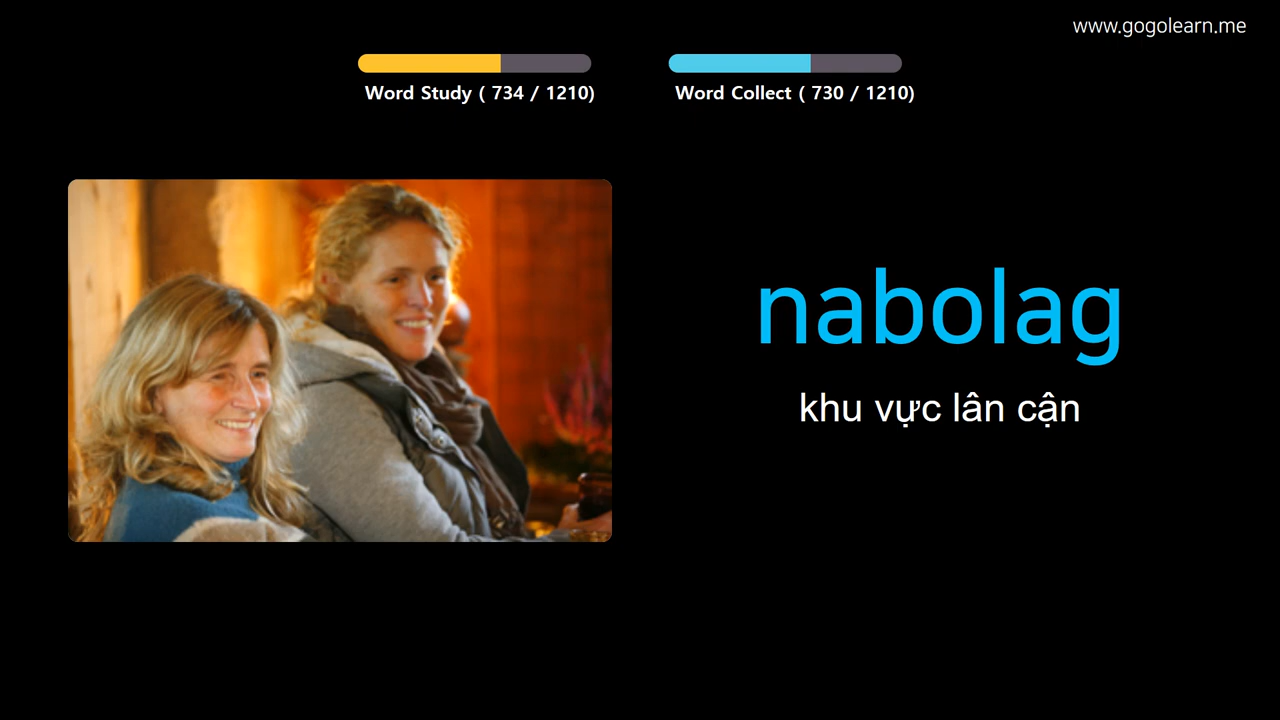 www.gogolearn.me
Word Study ( 734 / 1210)
Word Collect ( 730 / 1210)
nabolag
khu vực lân cận